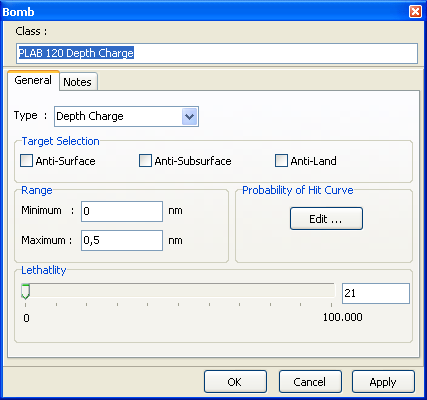 Bomb
Class :
PLAB 120 Depth Charge
General Notes
Type : Depth Charge
Target Selection
Anti-Surface Anti-Subsurface Anti-Land
Range Probability of Hit Curve
Minimum : 0 nm
Edit ...
Maximum : 0,5 nm
Lethatlity
21
0 100.000
OK Cancel Apply